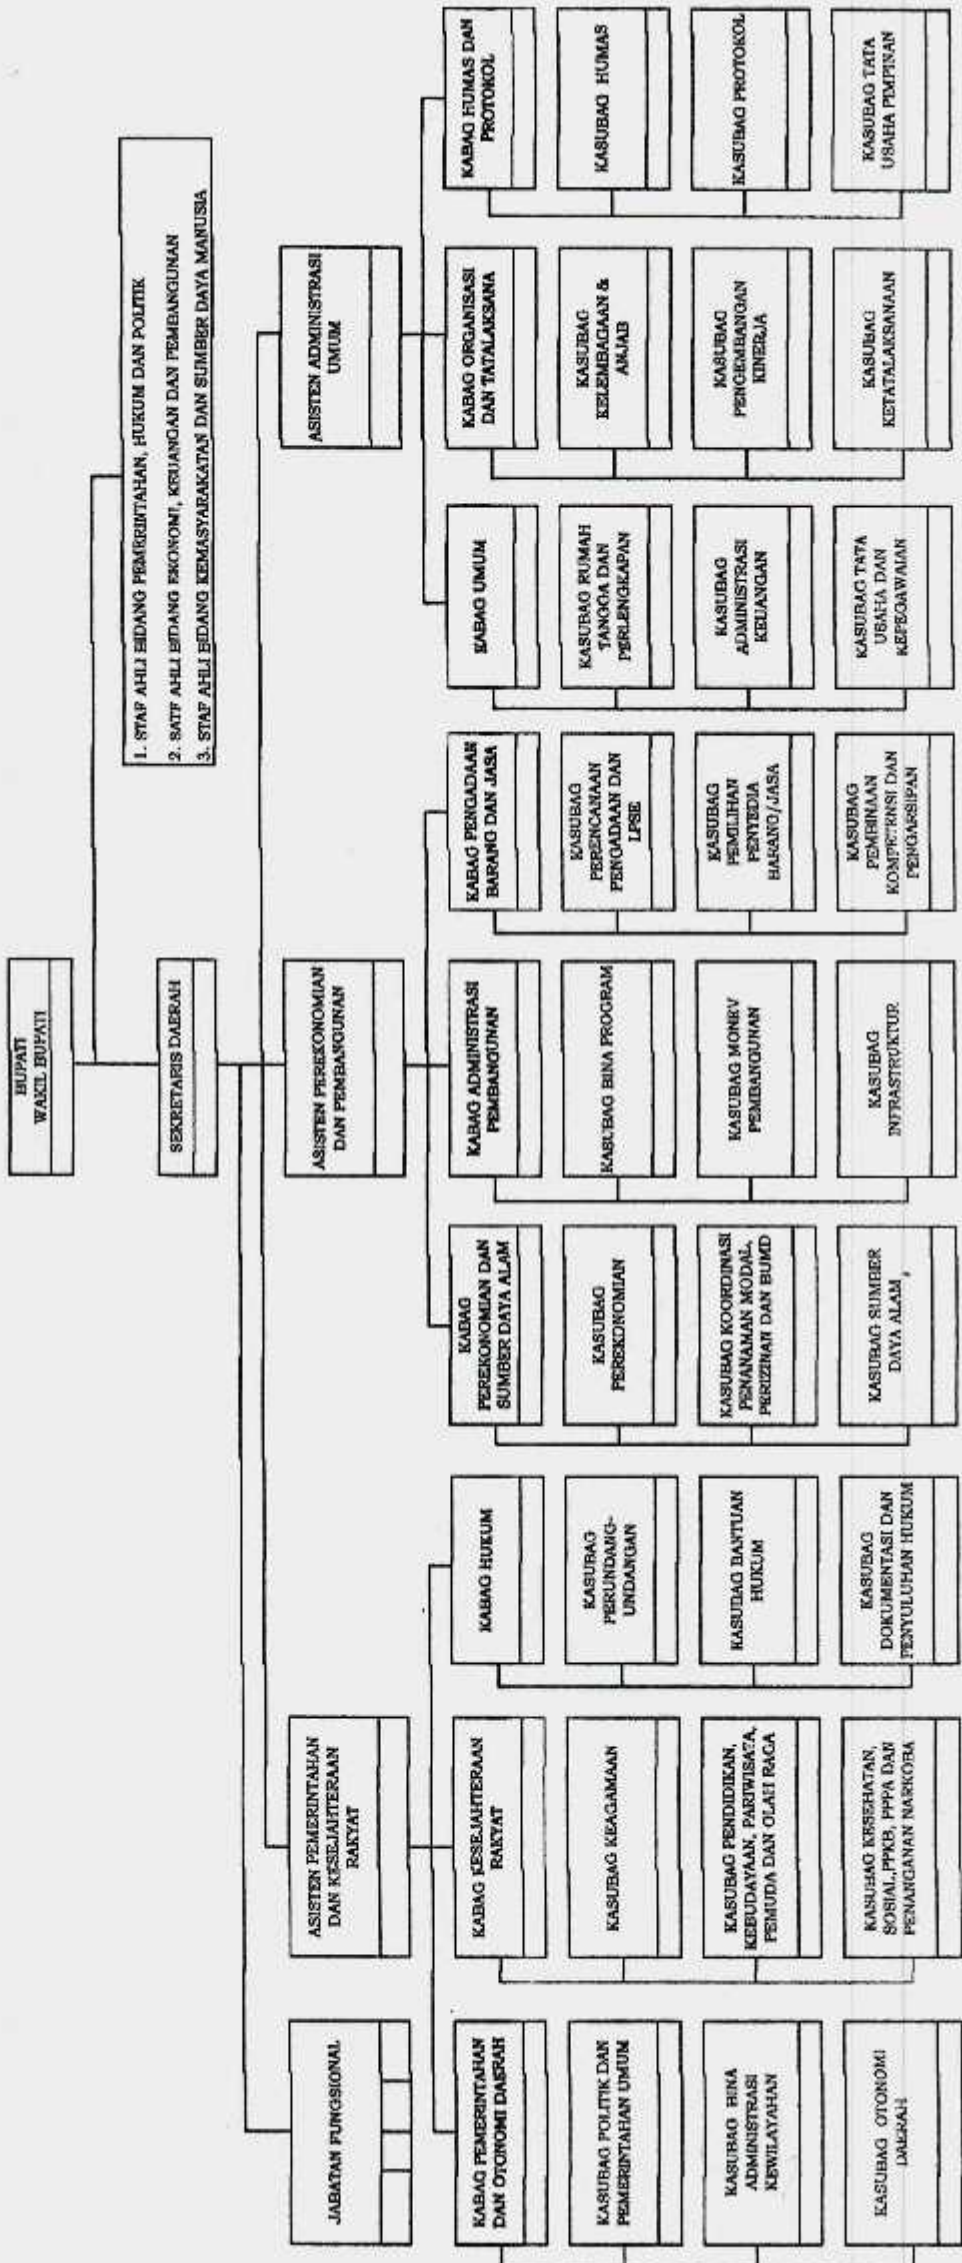 BUPATI
WAKIL BUPATI
1. STAF AHLI BIDANG PEMERINTAHAN, HUKUM DAN POLITIK
2. SATF AHLI BIDANG EKONOMI, KEUANGAN DAN PEMBANGUNAN
3. STAF AHLI BIDANG KEMASYARAKATAN DAN SUMBER DAYA MANUSIA
SEKRETARIS DAERAH
JABATAN FUNGSIONAL
ASISTEN PEMERINTAHAN
DAN KESEJAHTERAAN
RAKYAT
ASISTEN PEREKONOMIAN
DAN PEMBANGUNAN
ASISTEN ADMINISTRASI
UMUM
KABAG PEMERINTAHAN
DAN OTONOMI DAERAH
KASUBAG POLITIK DAN
PEMERINTAHAN UMUM
KASUBAG BINA
ADMINISTRASI
KEWILAYAHAN
KASUBAG OTONOMI
DAERAH
KABAG KESEJAHTERAAN
RAKYAT
KASUBAG KEAGAMAAN
KASUBAG PENDIDIKAN,
KEBUDAYAAN, PARIWISATA,
PEMUDA DAN OLAH RAGA
KASUBAG KESEHATAN,
SOSIAL,PPKB, PPPA DAN
PENANGANAN NARKOBA
KABAG HUKUM
KASUBAG
PERUNDANG-
UNDANGAN
KASUBAG BANTUAN
HUKUM
KASUBAG
DOKUMENTASI DAN
PENYULUHAN HUKUM
KABAG
PEREKONOMIAN DAN
SUMBER DAYA ALAM
KASUBAG
PEREKONOMIAN
KASUBAG KOORDINASI
PENANAMAN MODAL,
PERIZINAN DAN BUMD
KASUBAG SUMBER
DAYA ALAM
KABAG ADMINISTRASI
PEMBANGUNAN
KASUBAG BINA PROGRAM
KASUBAG MONEV
PEMBANGUNAN
KASUBAG
INFRASTRUKTUR
KABAG PENGADAAN
BARANG DAN JASA
KASUBAG
PERENCANAAN
PENGADAAN DAN
LPSE
KASUBAG
PEMILIHAN
PENYEDIA
BARANG/JASA
KASUBAG
PEMBINAAN
KOMPETENSI DAN
PENGARSIPAN
KABAG UMUM
KASUBAG RUMAH
TANGGA DAN
PERLENGKAPAN
KASUBAG
ADMINISTRASI
KEUANGAN
KASUBAG TATA
USAHA DAN
KEPEGAWAIAN
KABAG ORGANISASI
DAN TATALAKSANA
KASUBAG
KELEMBAGAAN &
ANJAB
KASUBAG
PENGEMBANGAN
KINERJA
KASUBAG
KETATALAKSANAAN
KABAG HUMAS DAN
PROTOKOL
KASUBAG HUMAS
KASUBAG PROTOKOL
KASUBAG TATA
USAHA PIMPINAN